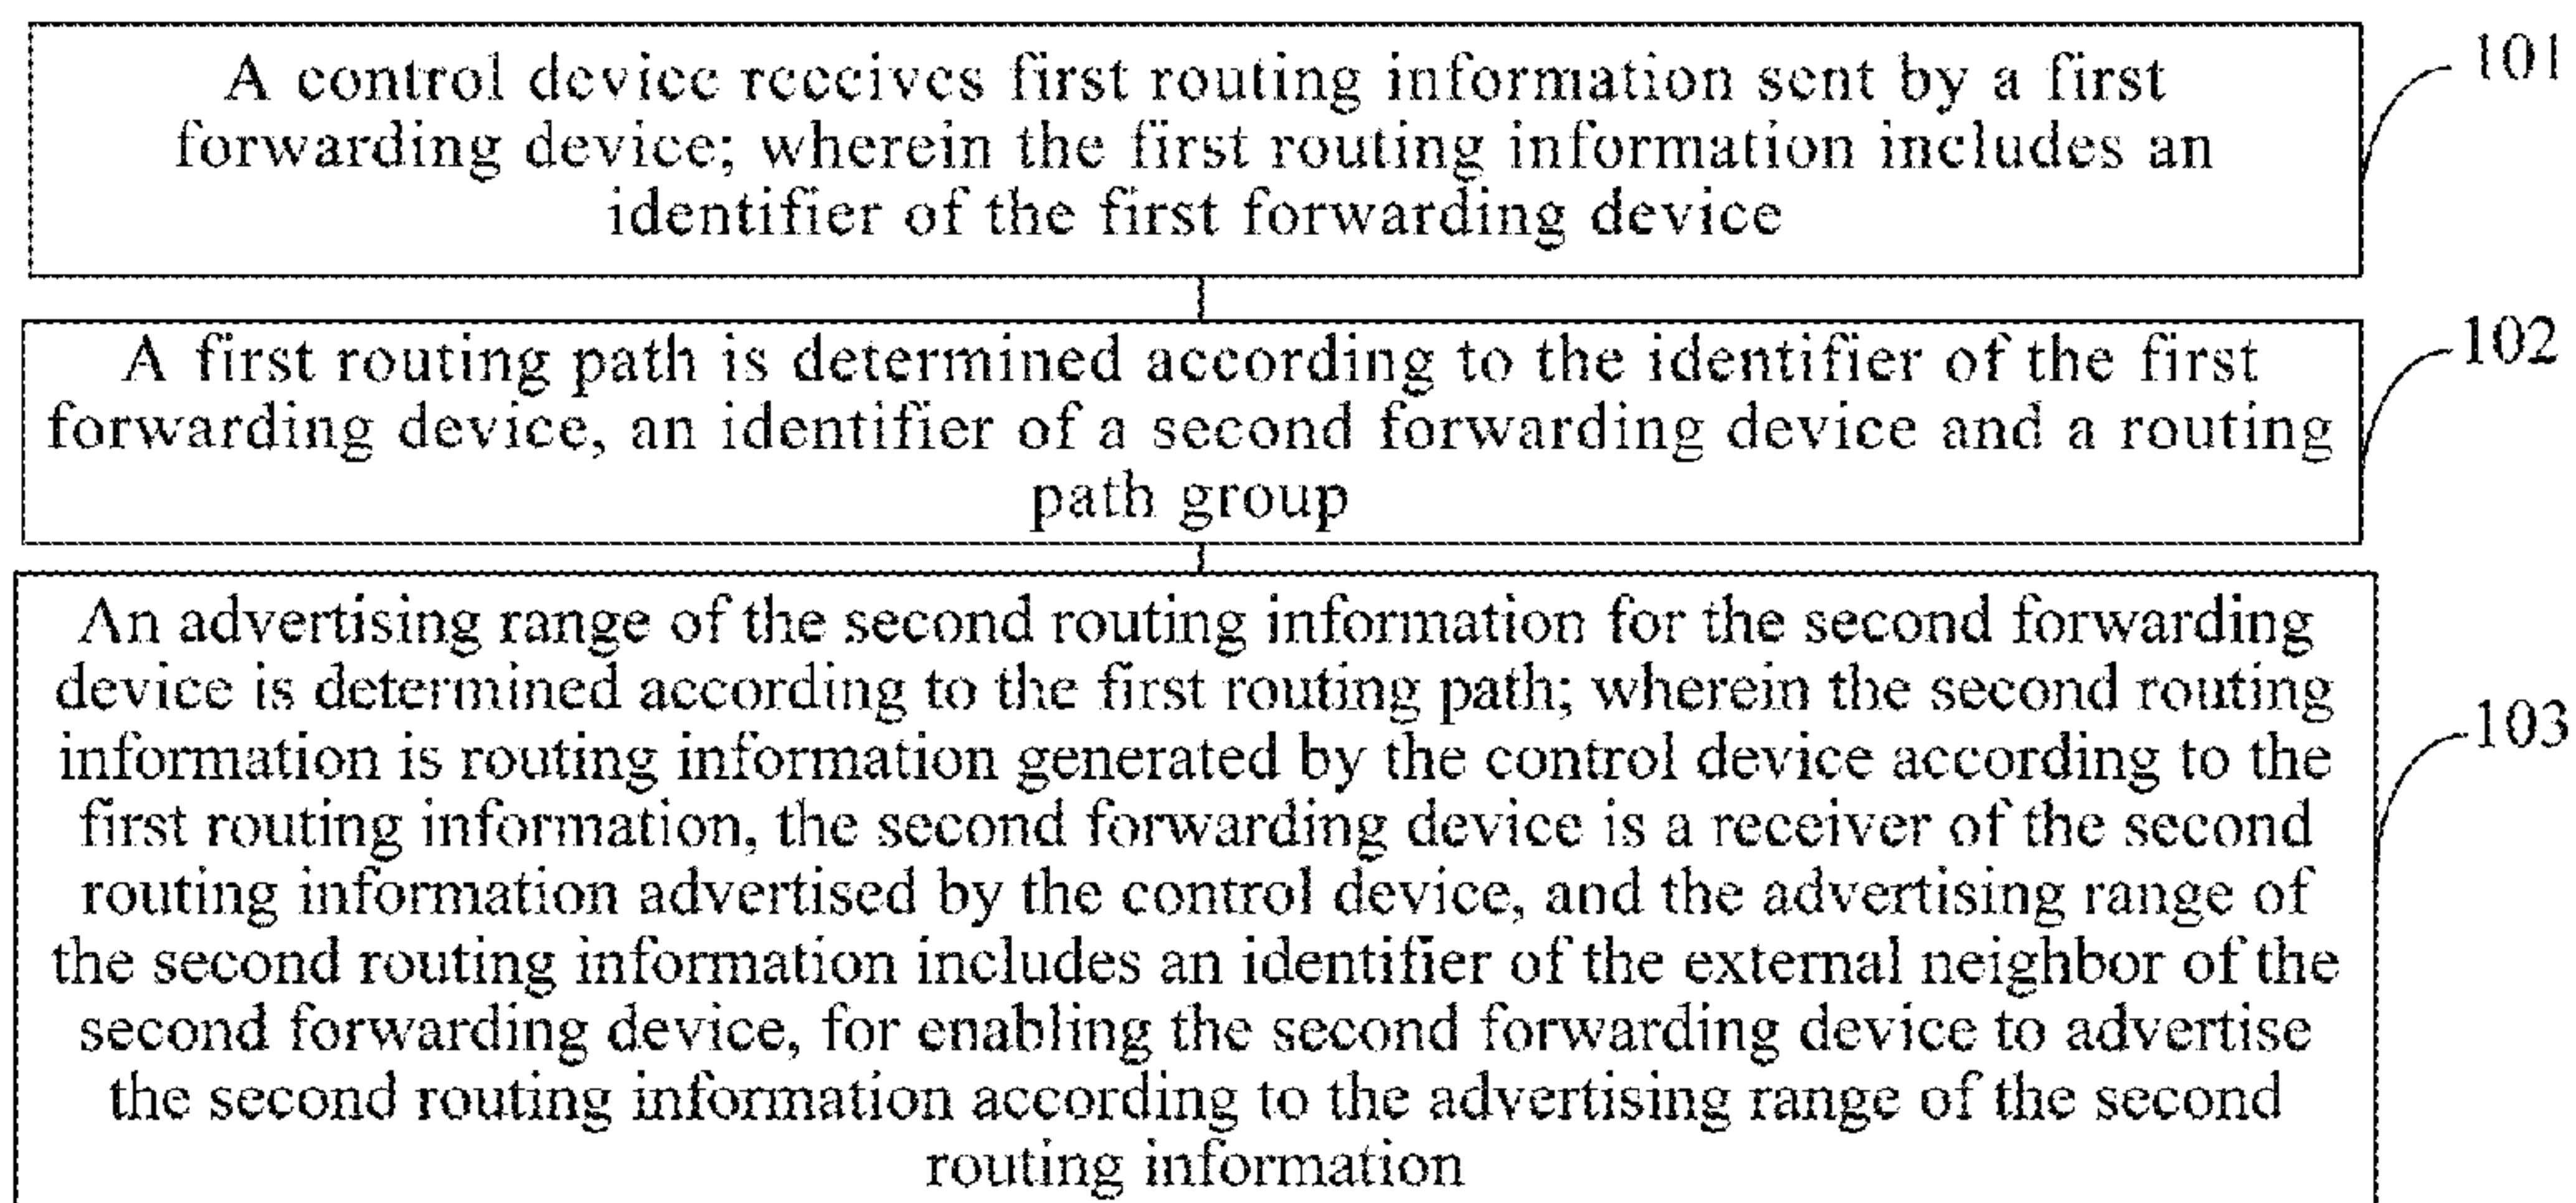 A control device receives first routing information sent by a first
forwarding device; wherein the first routing information includes an
identifier of the first forwarding device
101
A first routing path is determined according to the identifier of the first
forwarding device, an identifier of a second forwarding device and a routing
path group
102
An advertising range of the second routing information for the second forwarding
device is determined according to the first routing path; wherein the second routing
information is routing information generated by the control device according to the
first routing information, the second forwarding device is a receiver of the second
routing information advertised by the control device, and the advertising range of
the second routing information includes an identifier of the external neighbor of the
second forwarding device, for enabling the second forwarding device to advertise
the second routing information according to the advertising range of the second
routing information
103